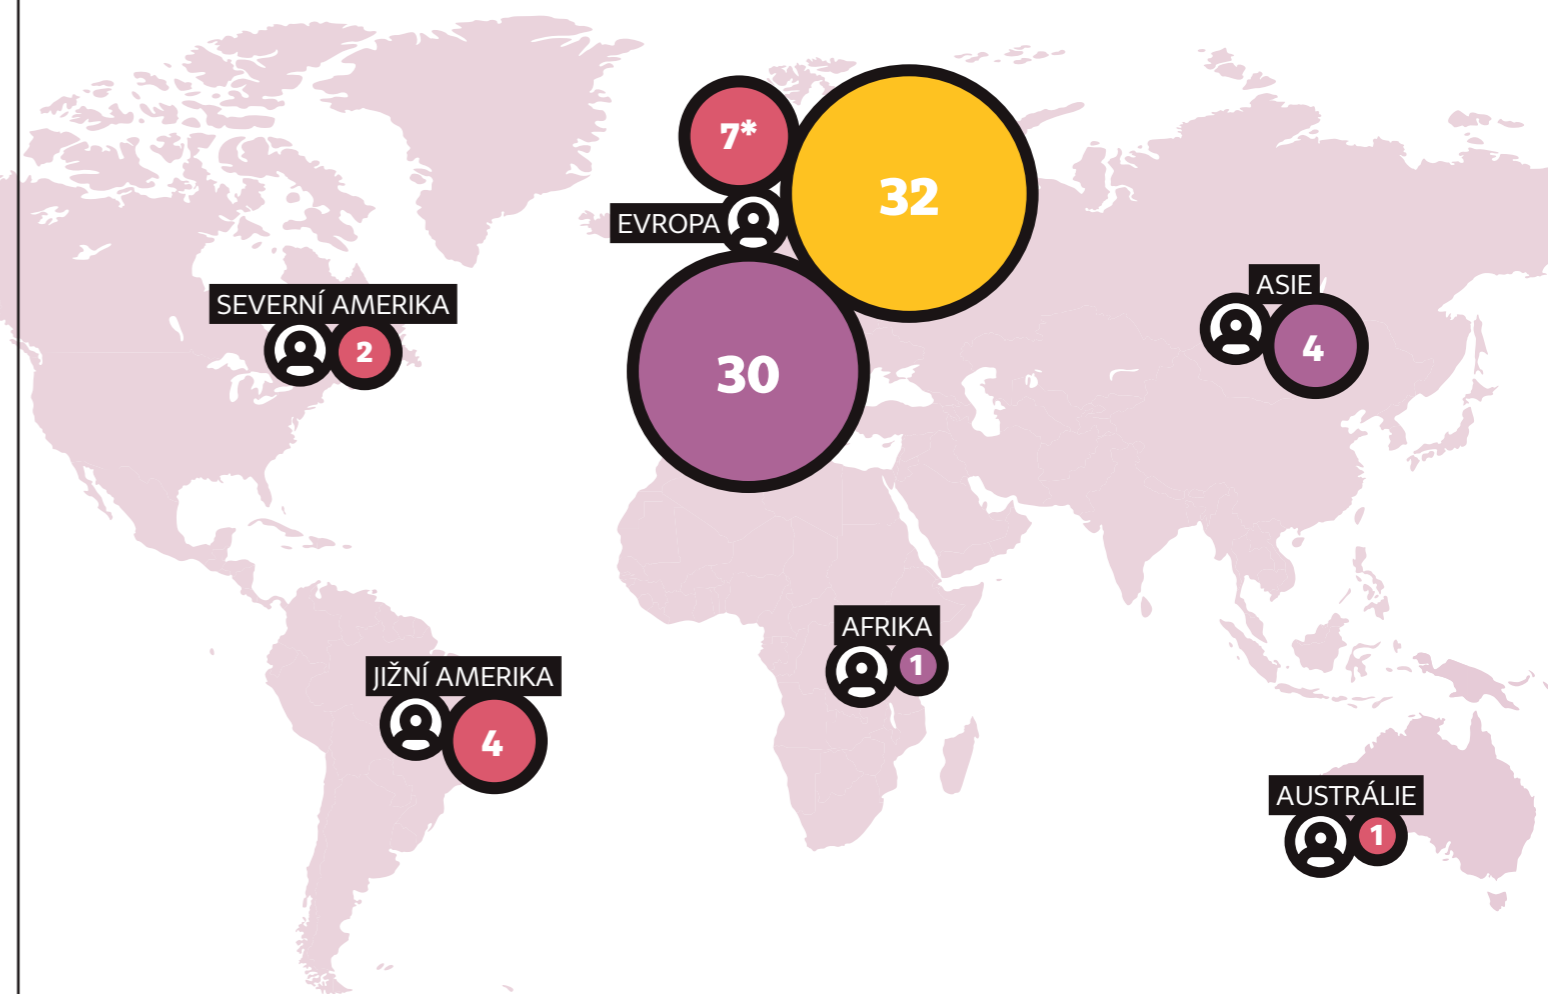 7*
32
EVROPA
30
SEVERNÍ AMERIKA
2
ASIE
4
AFRIKA
1
JIŽNÍ AMERIKA
4
AUSTRÁLIE
1